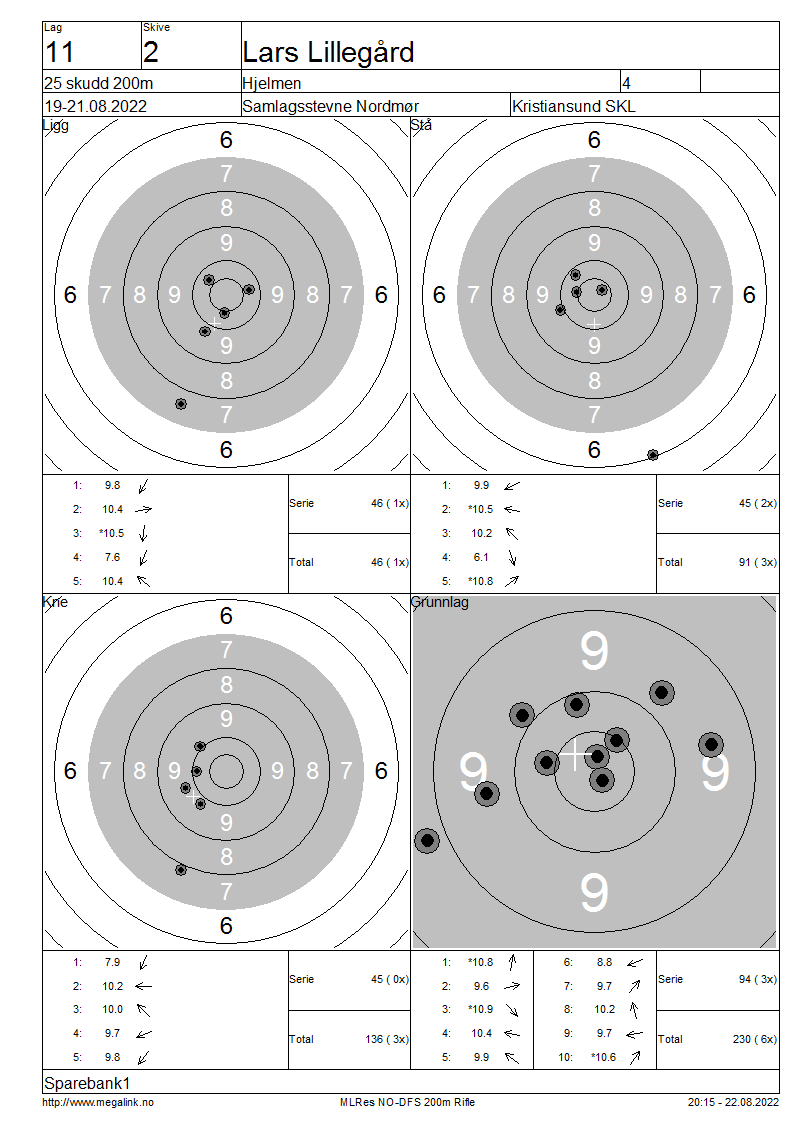 Lag Skive
11 2 Lars Lillegård
25 skudd 200m Hjelmen 4
19-21.08.2022 Samlagsstevne Nordmør Kristiansund SKL
Ligg
6
7
8
9
6 7 8 9 9 8 7 6
9
8
7
6
Stå
6
7
8
9
6 7 8 9 9 8 7 6
9
8
7
6
1: 9.8
2: 10.4
3: *10.5
4: 7.6
5: 10.4
Serie 46 ( 1x)
Total 46 ( 1x)
1: 9.9
2: *10.5
3: 10.2
4: 6.1
5: *10.8
Serie 45 ( 2x)
Total 91 ( 3x)
Kne
6
7
8
9
6 7 8 9 9 8 7 6
9
8
7
6
Grunnlag
9
9 9
9
1: 7.9
2: 10.2
3: 10.0
4: 9.7
5: 9.8
Serie 45 ( 0x)
Total 136 ( 3x)
1: *10.8 6: 8.8
2: 9.6 7: 9.7
3: *10.9 8: 10.2
4: 10.4 9: 9.7
5: 9.9 10: *10.6
Serie 94 ( 3x)
Total 230 ( 6x)
Sparebank1
http://www.megalink.no MLRes NO-DFS 200m Rifle 20:15 - 22.08.2022